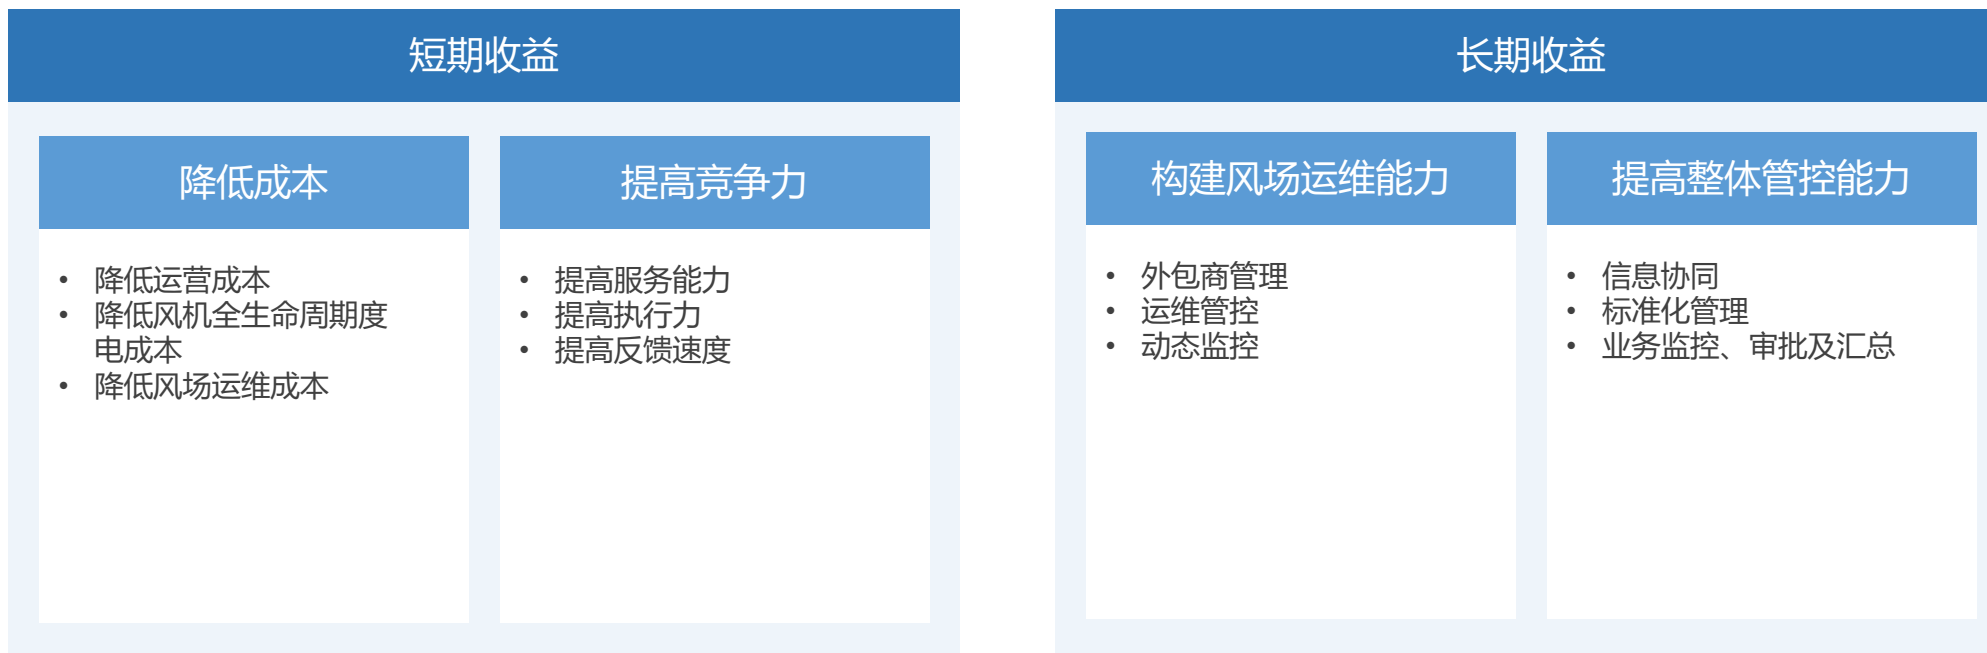 短期收益
降低成本
• 降低运营成本
• 降低风机全生命周期度
电成本
• 降低风场运维成本
提高竞争力
• 提高服务能力
• 提高执行力
• 提高反馈速度
长期收益
构建风场运维能力
• 外包商管理
• 运维管控
• 动态监控
提高整体管控能力
• 信息协同
• 标准化管理
• 业务监控、审批及汇总